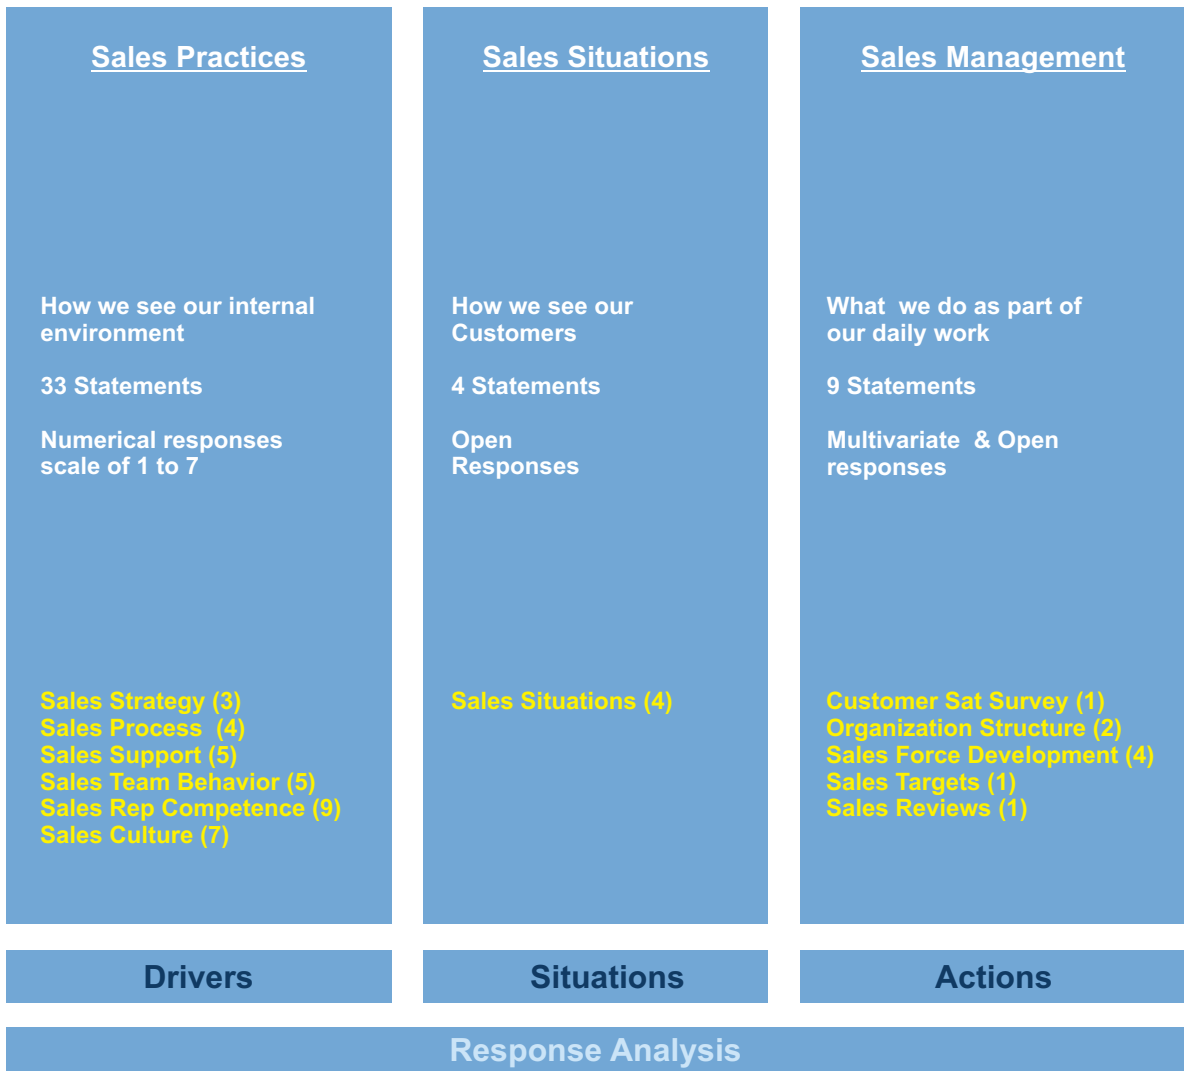 Sales Practices
How we see our internal
environment
33 Statements
Numerical responses
scale of 1 to 7
Sales Strategy (3)
Sales Process  (4)
Sales Support (5)
Sales Team Behavior (5)
Sales Rep Competence (9)
Sales Culture (7)
Drivers
Sales Situations
How we see our
Customers
4 Statements
Open
Responses
Sales Situations (4)
Situations
Sales Management
What  we do as part of
our daily work
9 Statements
Multivariate  & Open
responses
Customer Sat Survey (1)
Organization Structure (2)
Sales Force Development (4)
Sales Targets (1)
Sales Reviews (1)
Actions
Response Analysis